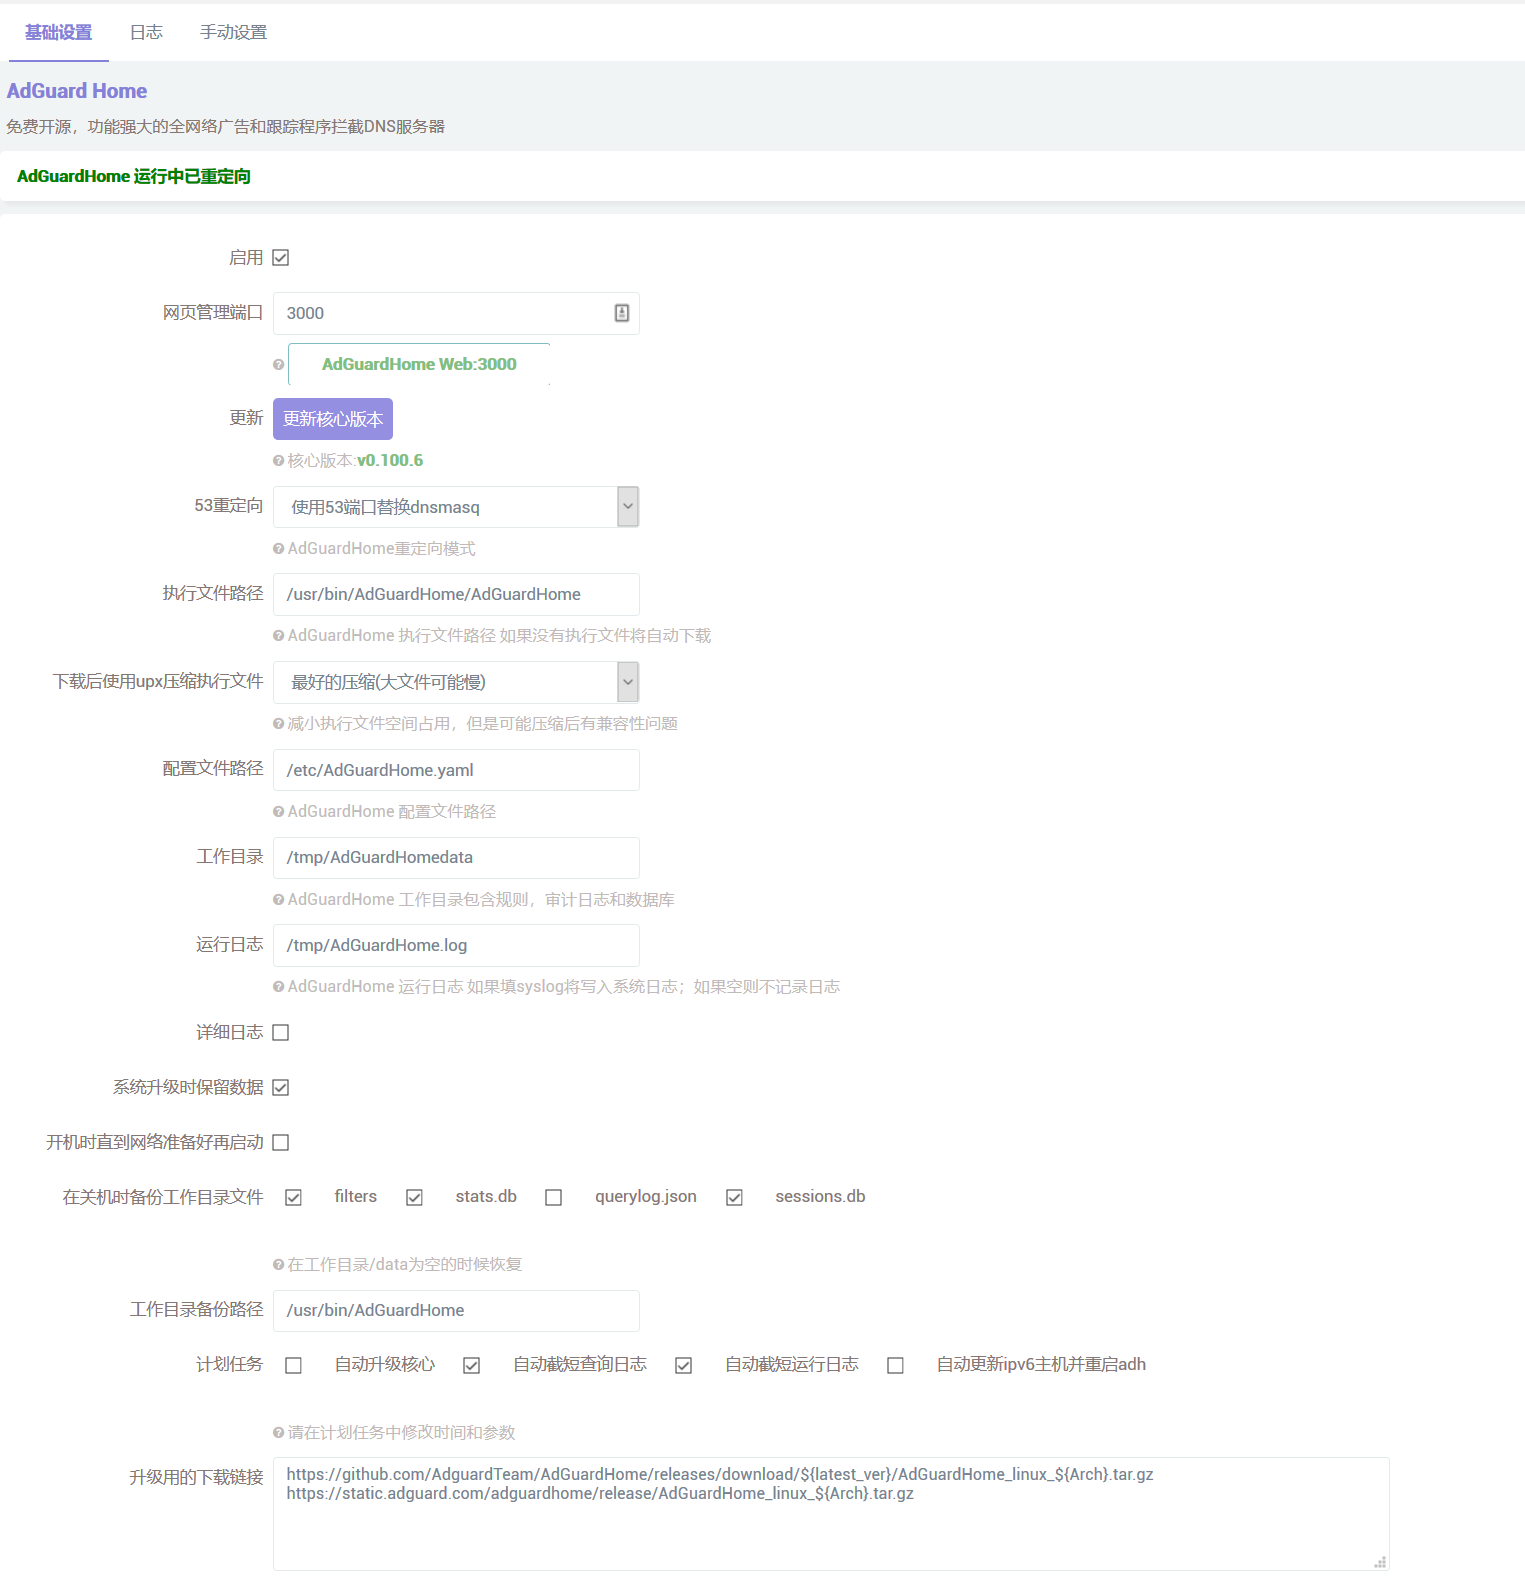 基础设置 日志 手动设置
AdGuard Home
免费开源，功能强大的全网络广告和跟踪程序拦截DNS服务器
AdGuardHome 运行中已重定向
启用
网页管理端口 3000
AdGuardHome Web:3000
更新 更新核心版本
核心版本:v0.100.6
53重定向 使用53端口替换dnsmasq
AdGuardHome重定向模式
执行文件路径 /usr/bin/AdGuardHome/AdGuardHome
AdGuardHome 执行文件路径 如果没有执行文件将自动下载
下载后使用upx压缩执行文件 最好的压缩(大文件可能慢)
减小执行文件空间占用，但是可能压缩后有兼容性问题
配置文件路径 /etc/AdGuardHome.yaml
AdGuardHome 配置文件路径
工作目录 /tmp/AdGuardHomedata
AdGuardHome 工作目录包含规则，审计日志和数据库
运行日志 /tmp/AdGuardHome.log
AdGuardHome 运行日志 如果填syslog将写入系统日志；如果空则不记录日志
详细日志
系统升级时保留数据
开机时直到网络准备好再启动
在关机时备份工作目录文件 filters stats.db querylog.json sessions.db
在工作目录/data为空的时候恢复
工作目录备份路径 /usr/bin/AdGuardHome
计划任务 自动升级核心 自动截短查询日志 自动截短运行日志 自动更新ipv6主机并重启adh
请在计划任务中修改时间和参数
升级用的下载链接 https://github.com/AdguardTeam/AdGuardHome/releases/download/${latest_ver}/AdGuardHome_linux_${Arch}.tar.gz
https://static.adguard.com/adguardhome/release/AdGuardHome_linux_${Arch}.tar.gz